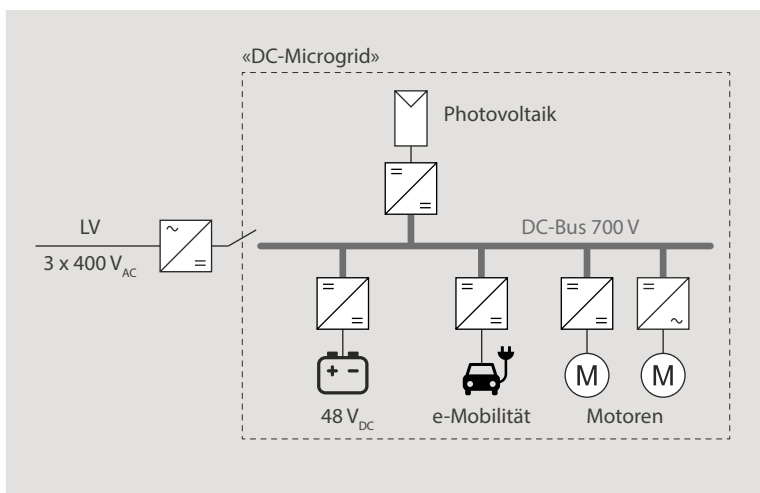 «DC-Microgrid»
Photovoltaik
LV
DC-Bus 700 V
3 x 400 V_AC
+ −
M
M
48 V_DC
e-Mobilität
Motoren